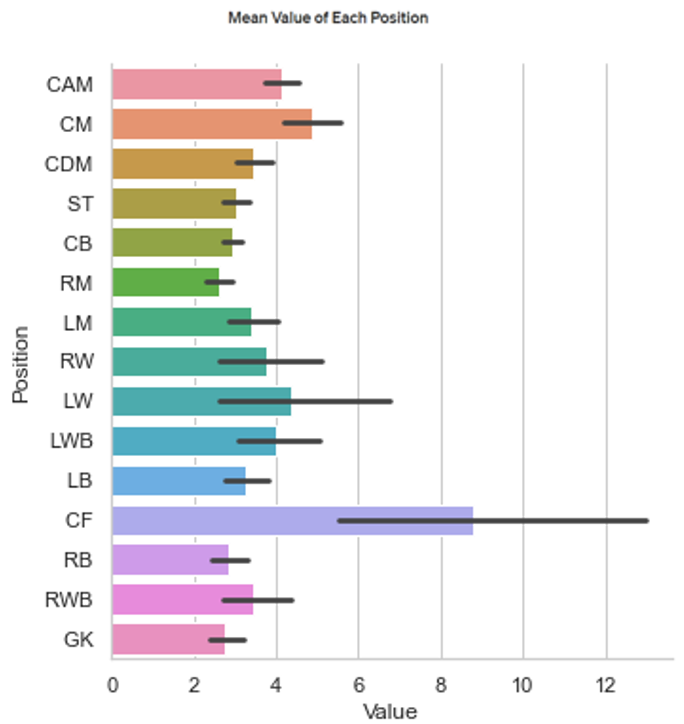 Mean Value of Each Position
CAM
CM
CDM
ST
CB
RM
LM
RW
LW
LWB
LB
CF
RB
RWB
GK
Position
0 2 4 6 8 10 12
Value